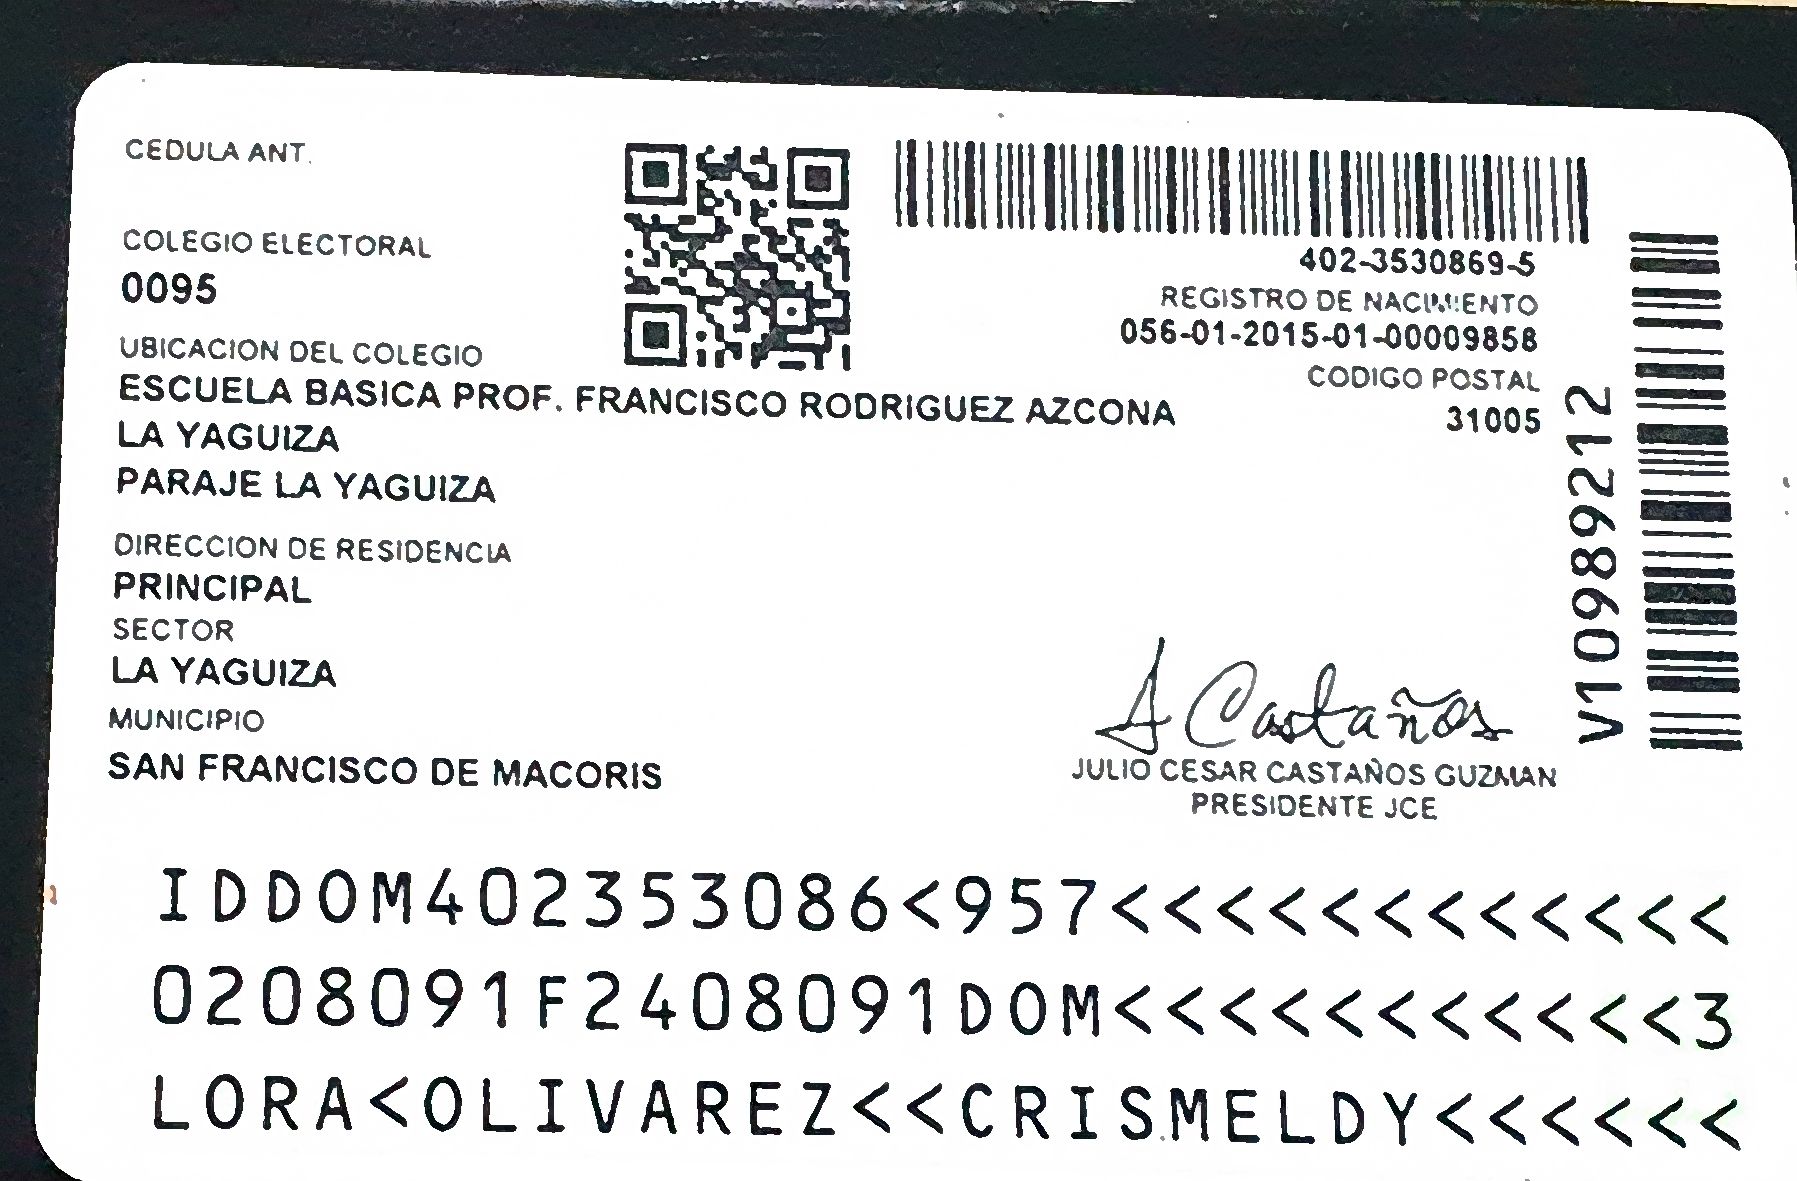 CEDULA ANT.
COLEGIO ELECTORAL
0095
UBICACION DEL COLEGIO
ESCUELA BASICA PROF. FRANCISCO RODRIGUEZ AZCONA
LA YAGUIZA
PARAJE LA YAGUIZA
DIRECCION DE RESIDENCIA
PRINCIPAL
SECTOR
LA YAGUIZA
MUNICIPIO
SAN FRANCISCO DE MACORIS
402-3530869-5
REGISTRO DE NACIMIENTO
056-01-2015-01-00009858
CODIGO POSTAL
31005
V10989212
J Castaños
JULIO CESAR CASTAÑOS GUZMAN
PRESIDENTE JCE
IDDOM402353086<957<<<<<<<<<<<<
0208091F2408091DOM<<<<<<<<<<<3
LORA<OLIVAREZ<<CRISMELDY<<<<<<